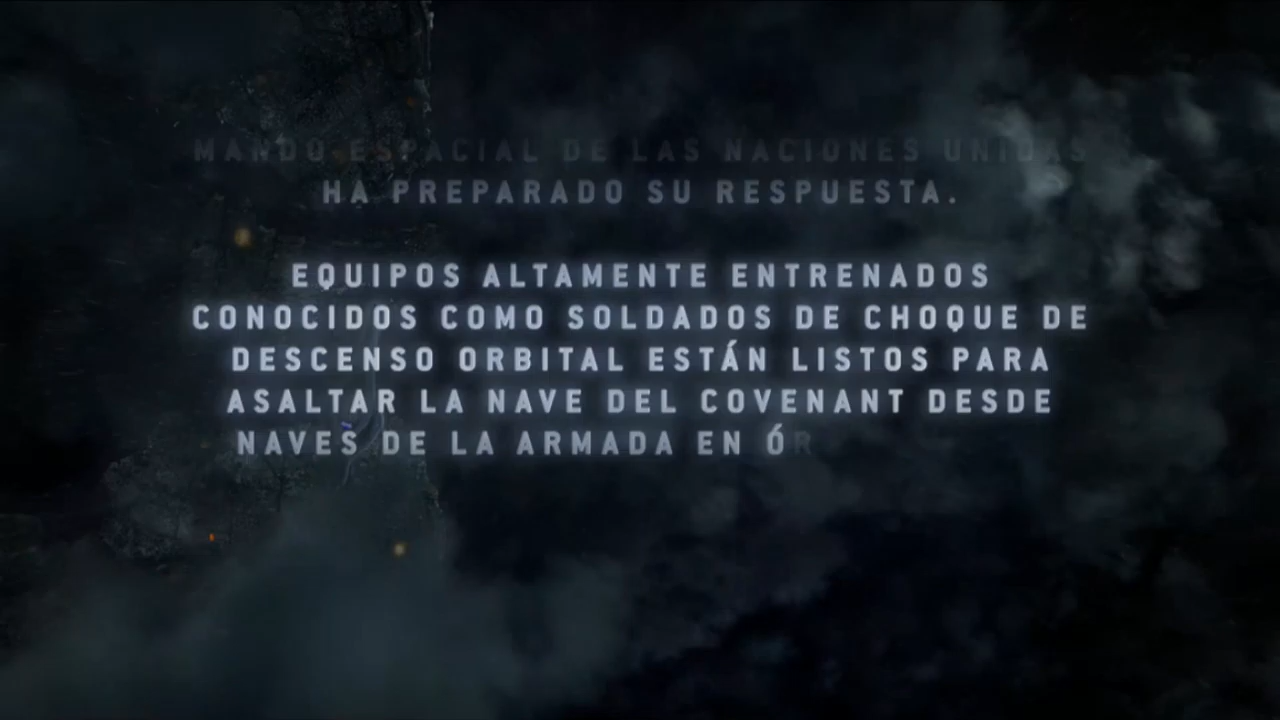 MANDO ESPACIAL DE LAS NACIONES UNIDAS
HA PREPARADO SU RESPUESTA.
EQUIPOS ALTAMENTE ENTRENADOS
CONOCIDOS COMO SOLDADOS DE CHOQUE DE
DESCENSO ORBITAL ESTÁN LISTOS PARA
ASALTAR LA NAVE DEL COVENANT DESDE
NAVES DE LA ARMADA EN ÓR